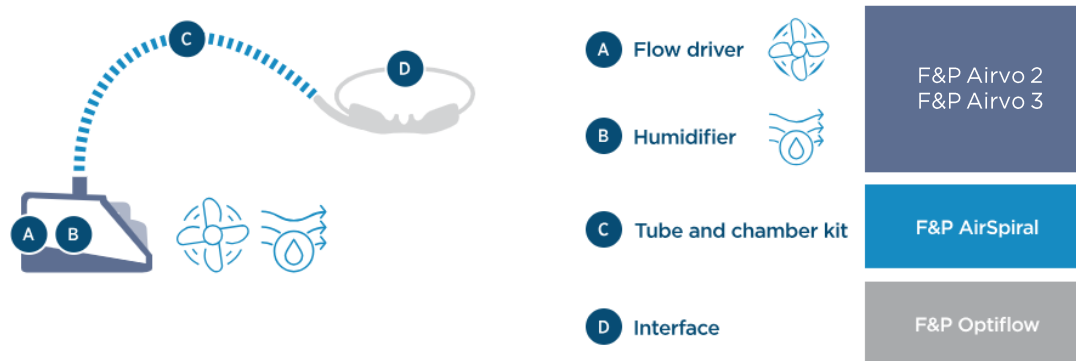 C
D
A
B
A Flow driver
F&P Airvo 2
F&P Airvo 3
B Humidifier
C Tube and chamber kit
F&P AirSpiral
D Interface
F&P Optiflow